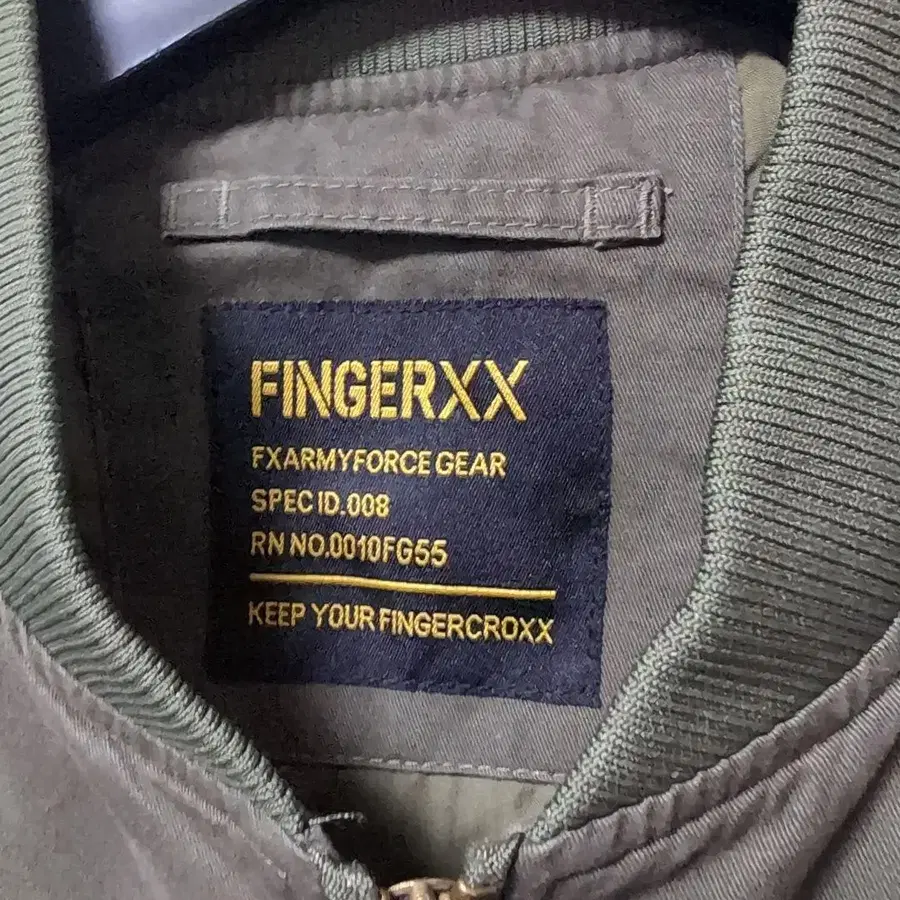 FINGERXX
FXARMYFORCE GEAR
SPEC ID.008
RN NO.0010FG55
KEEP YOUR FINGERCROXX